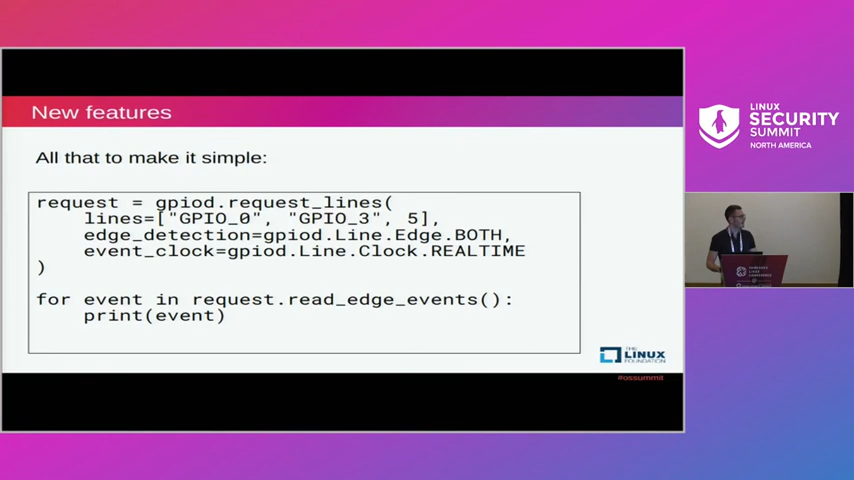 New features
All that to make it simple:
request = gpiod.request_lines(
lines=["GPIO_0", "GPIO_3", 5],
edge_detection=gpiod.Line.Edge.BOTH,
event_clock=gpiod.Line.Clock.REALTIME
)
for event in request.read_edge_events():
print(event)
THE
LINUX
FOUNDATION
#ossummit
LINUX
SECURITY
SUMMIT
NORTH AMERICA